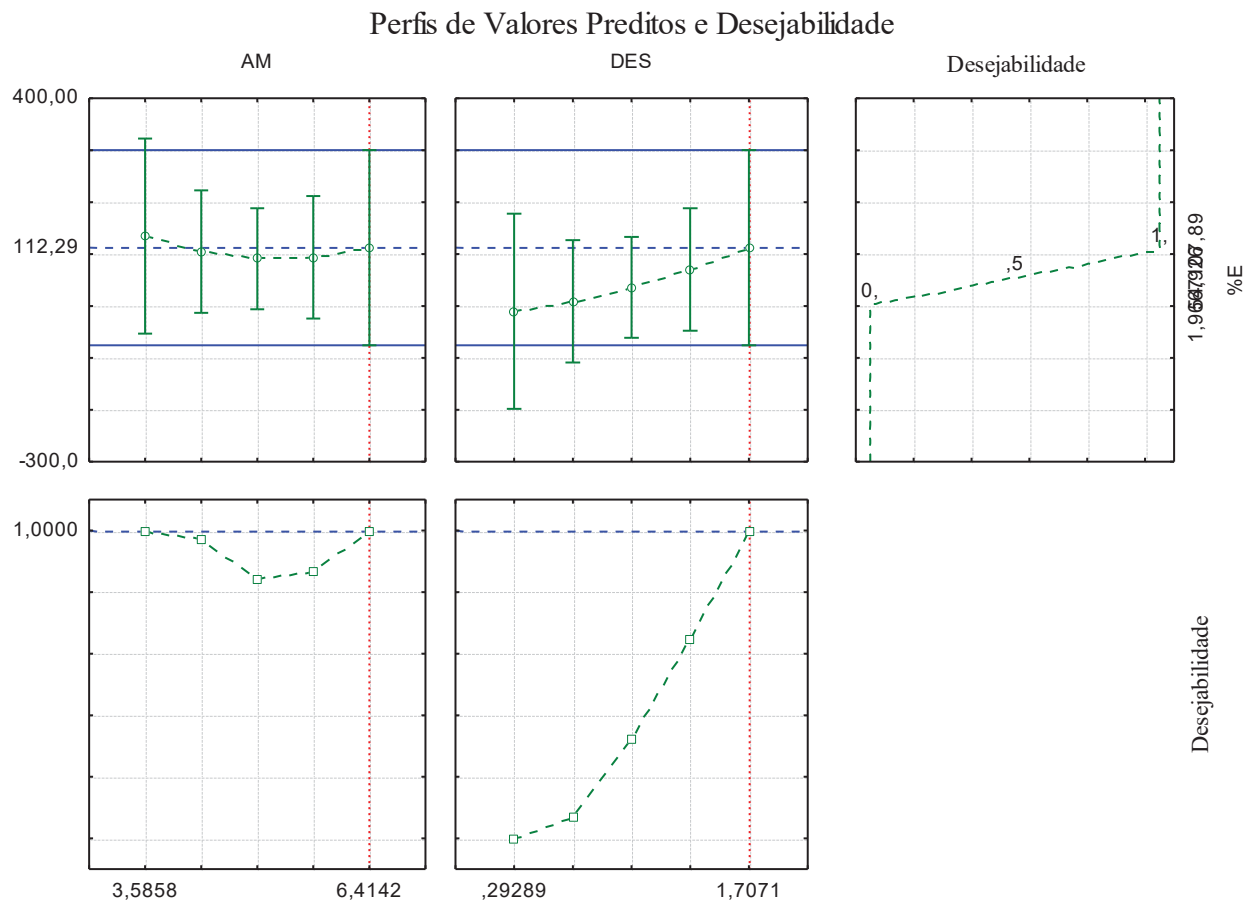 Perfis de Valores Preditos e Desejabilidade
AM
DES
Desejabilidade
400,00
112,29
-300,0
0,
,5
1,
%E
1,0000
Desejabilidade
3,5858
6,4142
,29289
1,7071